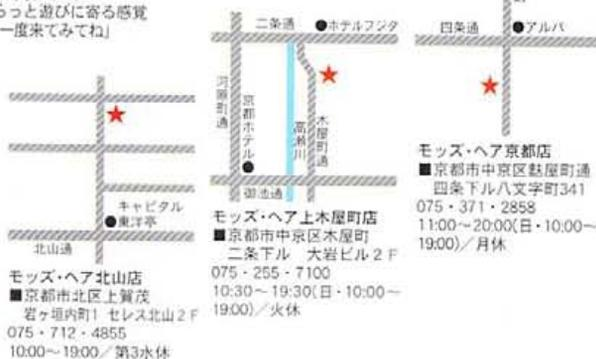 らっと遊びに寄る感覚
一度来てみてね」
キャピタル
●東洋亭
北山通
モッズ・ヘア北山店
■京都市北区上賀茂
岩ヶ垣内町1 セレス北山2F
075・712・4855
10:00〜19:00/第3水休
二条通
●ホテルフジタ
河原町通
京都ホテル●
高瀬川
木屋町通
御池通
モッズ・ヘア上木屋町店
■京都市中京区木屋町
二条下ル 大岩ビル2F
075・255・7100
10:30〜19:30(日・10:00〜
19:00)/火休
四条通
●アルパ
モッズ・ヘア京都店
■京都市中京区麩屋町通
四条下ル八文字町341
075・371・2858
11:00〜20:00(日・10:00〜
19:00)/月休